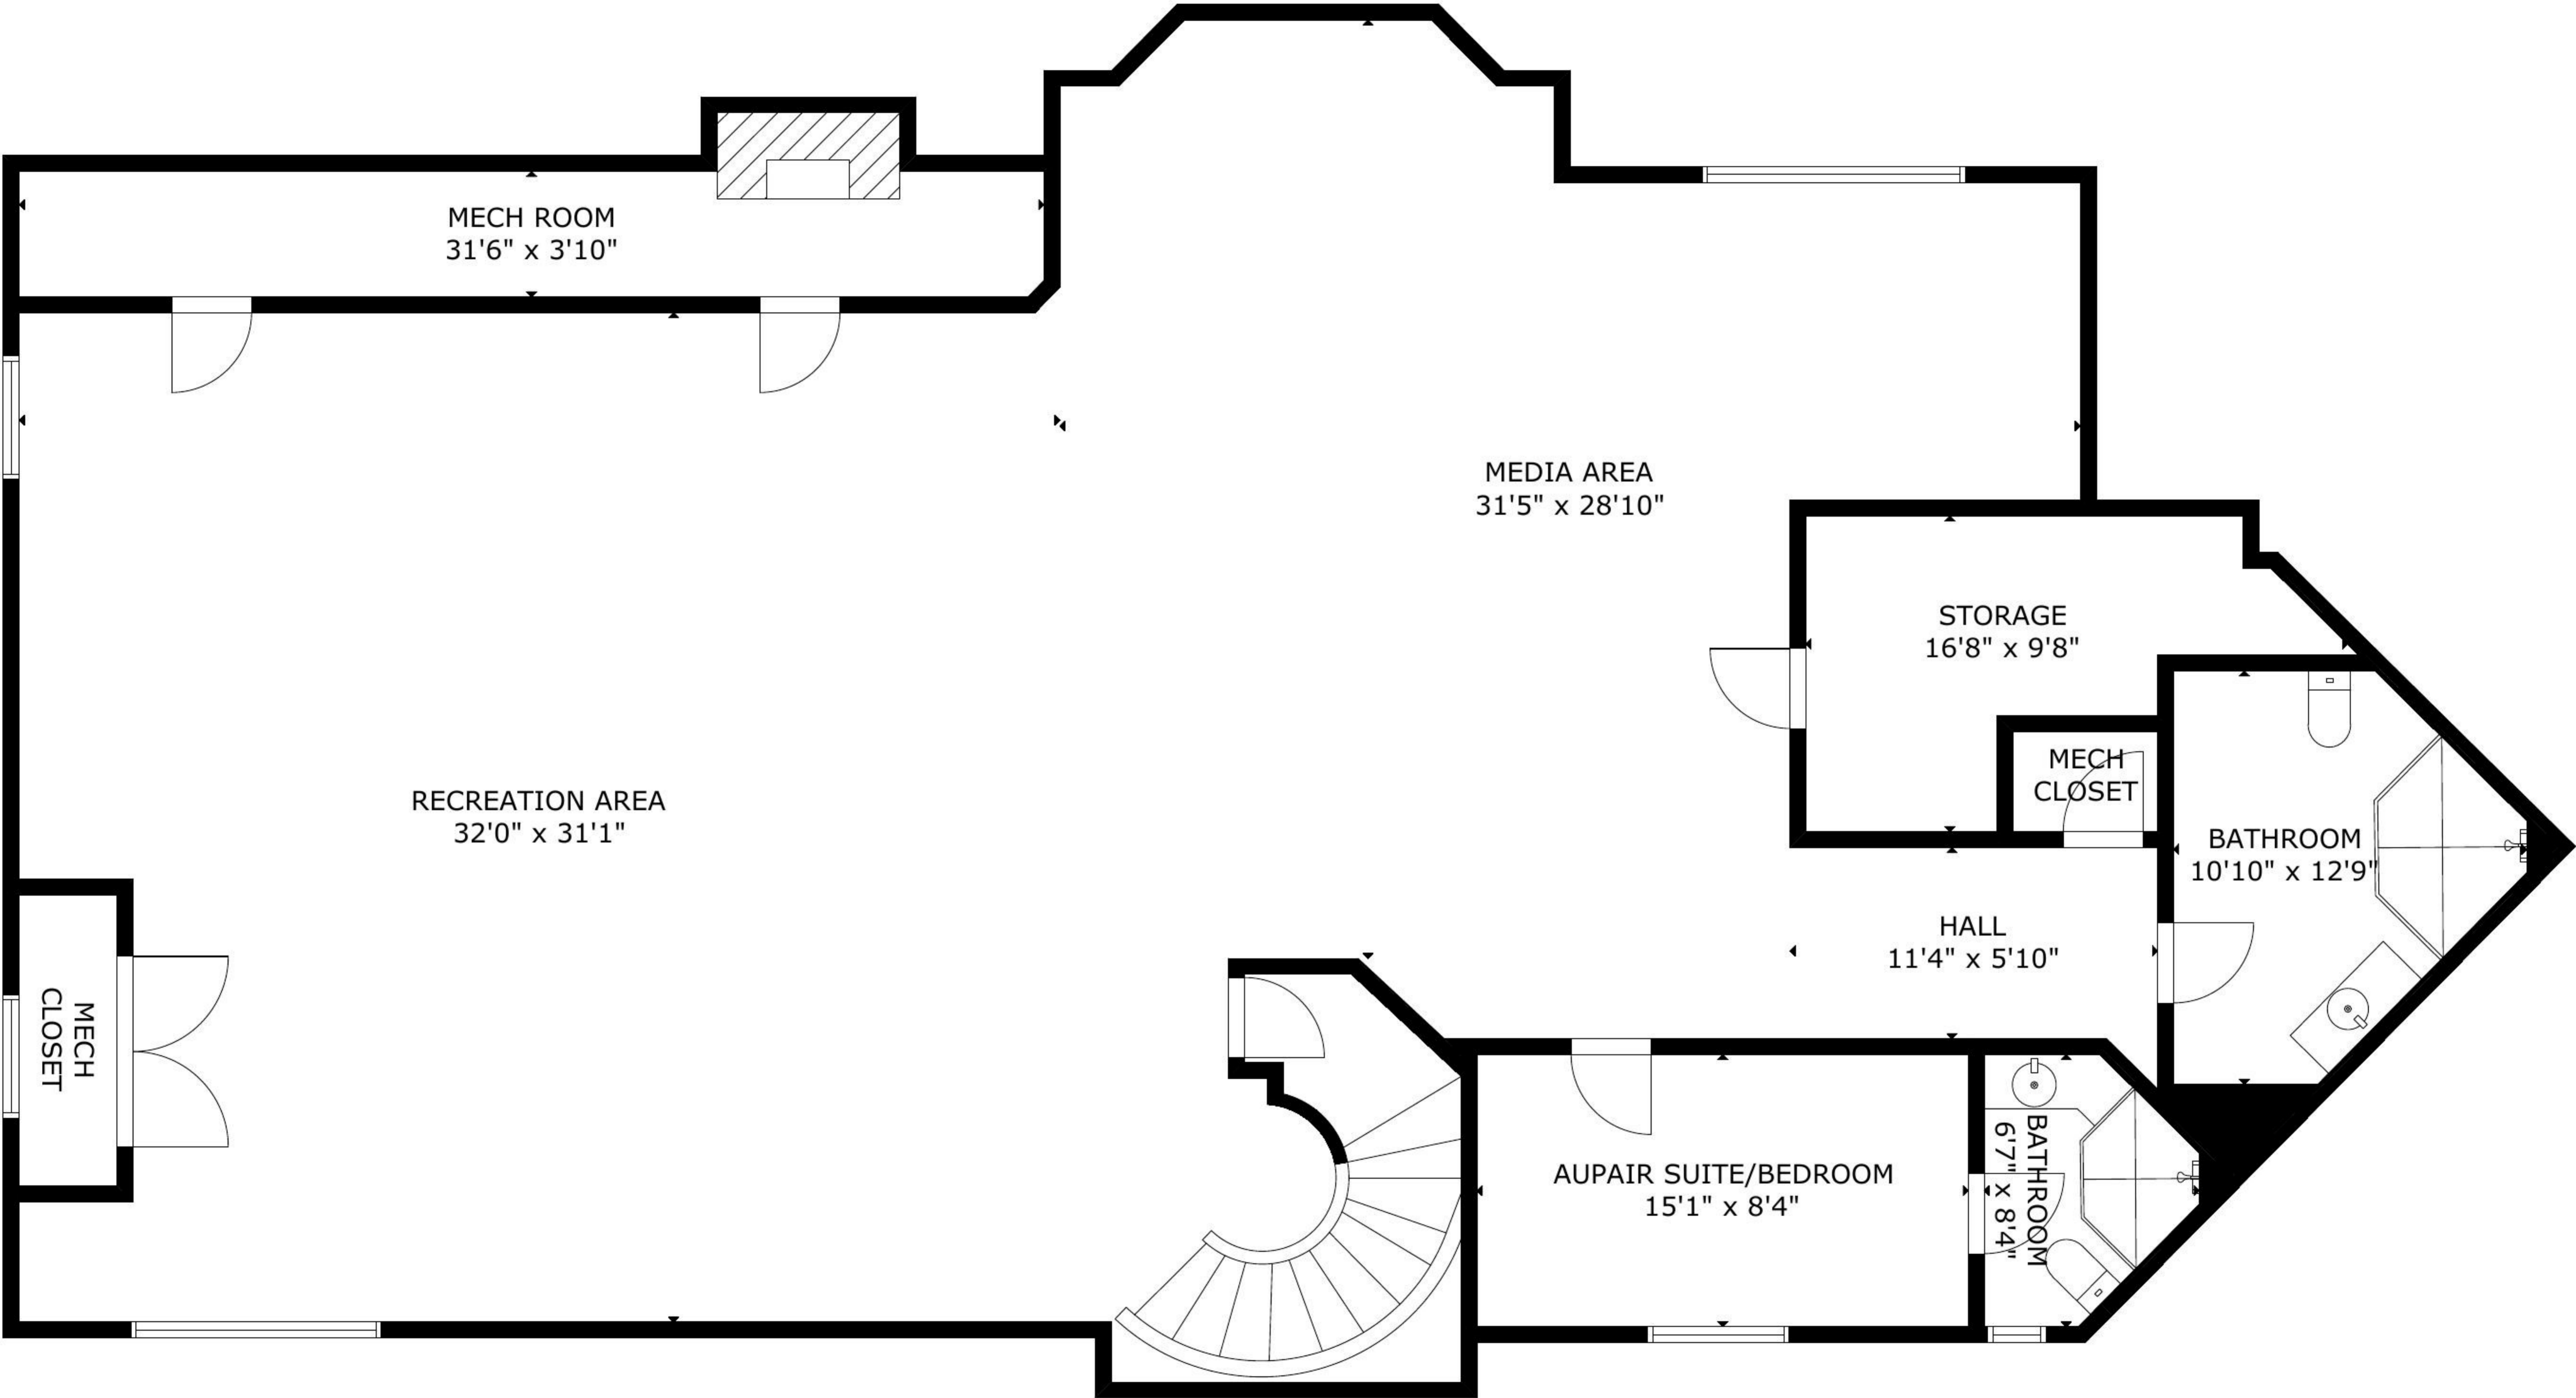 MECH ROOM
31'6" x 3'10"
MEDIA AREA
31'5" x 28'10"
STORAGE
16'8" x 9'8"
MECH
CLOSET
RECREATION AREA
32'0" x 31'1"
BATHROOM
10'10" x 12'9"
HALL
11'4" x 5'10"
MECH
CLOSET
AUPAIR SUITE/BEDROOM
15'1" x 8'4"
BATHROOM
6'7" x 8'4"